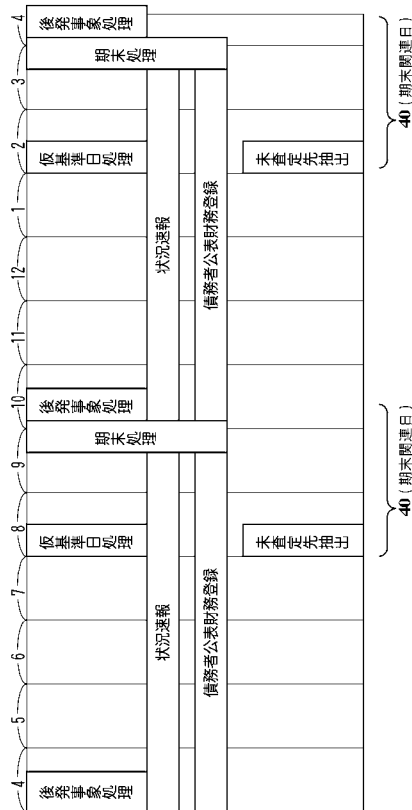 4 5 6 7 8 9 10 11 12 1 2 3 4
後発事象処理
仮基準日処理
後発事象処理
仮基準日処理
後発事象処理
期末処理
期末処理
状況速報
状況速報
債務者公表財務登録
債務者公表財務登録
未査定先抽出
未査定先抽出
40(期末関連日)
40(期末関連日)